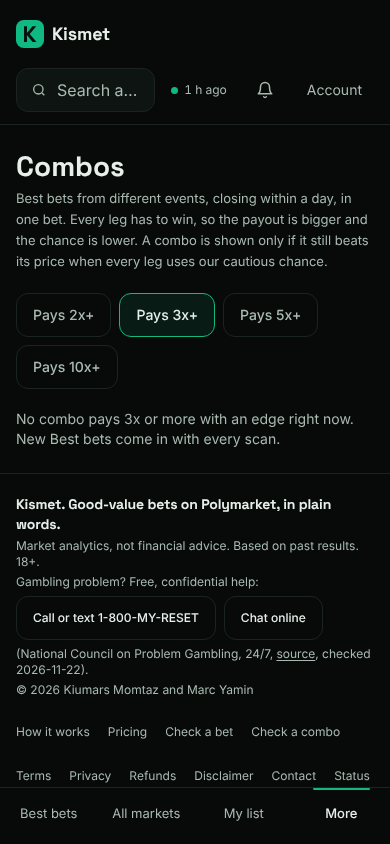 Kismet
Search a...
1 h ago
Account
Combos
Best bets from different events, closing within a day, in
one bet. Every leg has to win, so the payout is bigger and
the chance is lower. A combo is shown only if it still beats
its price when every leg uses our cautious chance.
Pays 2x+
Pays 3x+
Pays 5x+
Pays 10x+
No combo pays 3x or more with an edge right now.
New Best bets come in with every scan.
Kismet. Good-value bets on Polymarket, in plain
words.
Market analytics, not financial advice. Based on past results.
18+.
Gambling problem? Free, confidential help:
Call or text 1-800-MY-RESET
Chat online
(National Council on Problem Gambling, 24/7, source, checked
2026-11-22).
© 2026 Kiumars Momtaz and Marc Yamin
How it works
Pricing
Check a bet
Check a combo
Terms
Privacy
Refunds
Disclaimer
Contact
Status
Best bets
All markets
My list
More